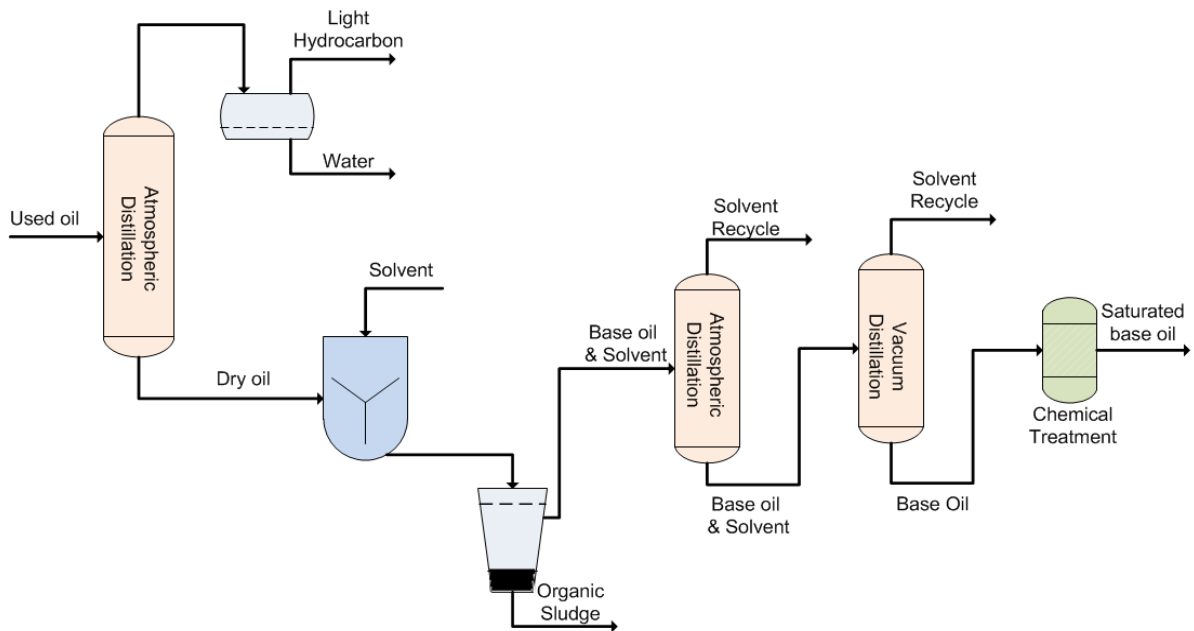 Light
Hydrocarbon
Water
Used oil
Atmospheric
Distillation
Dry oil
Solvent
Organic
Sludge
Base oil
& Solvent
Solvent
Recycle
Atmospheric
Distillation
Base oil
& Solvent
Solvent
Recycle
Vacuum
Distillation
Base Oil
Chemical
Treatment
Saturated
base oil